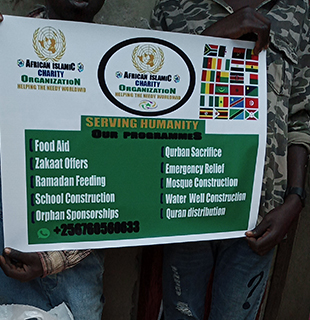 African Islamic
Charity
Organization
HELPING THE NEEDY WORLDWIDE
African Islamic
Charity
Organization
HELPING THE NEEDY WORLDWIDE
SERVING HUMANITY
Our Programmes
Food Aid
Zakaat Offers
Ramadan Feeding
School Construction
Orphan Sponsorships
Qurban Sacrifice
Emergency Relief
Mosque Construction
Water Well Construction
Quran distribution